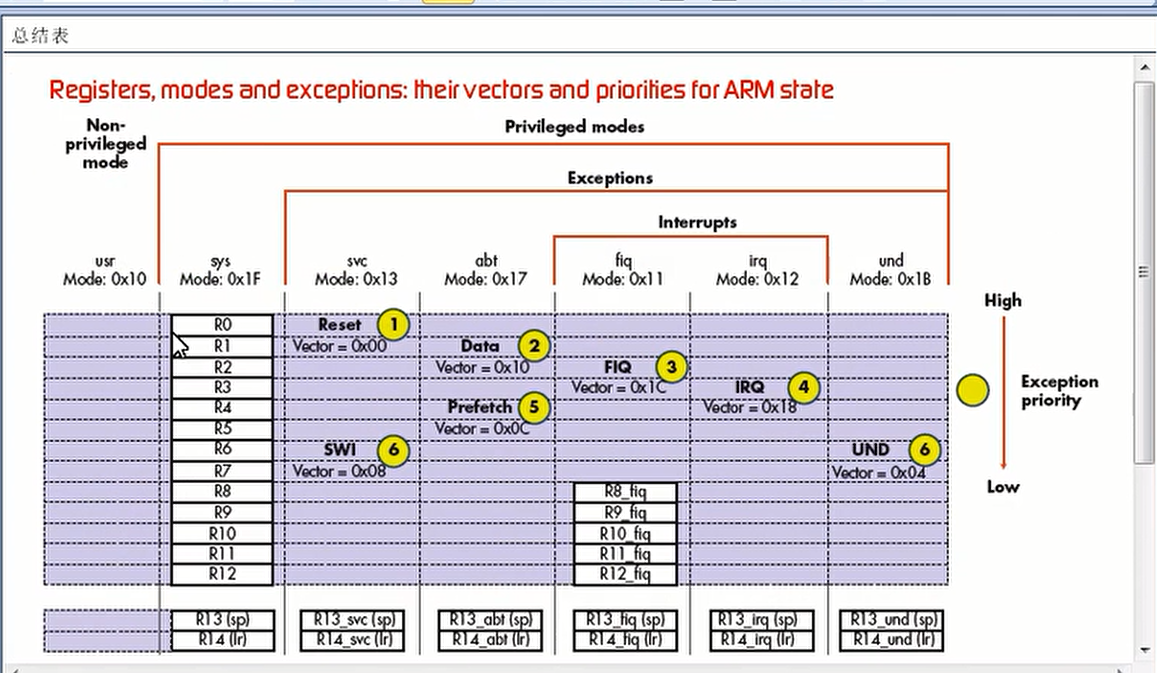 总结表
Registers, modes and exceptions: their vectors and priorities for ARM state
Non-
privileged
mode
Privileged modes
Exceptions
Interrupts
usr
Mode: 0x10
sys
Mode: 0x1F
svc
Mode: 0x13
abt
Mode: 0x17
fiq
Mode: 0x11
irq
Mode: 0x12
und
Mode: 0x1B
High
Exception
priority
Low
R0
R1
R2
R3
R4
R5
R6
R7
R8
R9
R10
R11
R12
Reset 1
Vector = 0x00
Data 2
Vector = 0x10
FIQ 3
Vector = 0x1C
IRQ 4
Vector = 0x18
Prefetch 5
Vector = 0x0C
SWI 6
Vector = 0x08
UND 6
Vector = 0x04
R8_fiq
R9_fiq
R10_fiq
R11_fiq
R12_fiq
R13 (sp)
R14 (lr)
R13_svc (sp)
R14_svc (lr)
R13_abt (sp)
R14_abt (lr)
R13_fiq (sp)
R14_fiq (lr)
R13_irq (sp)
R14_irq (lr)
R13_und (sp)
R14_und (lr)